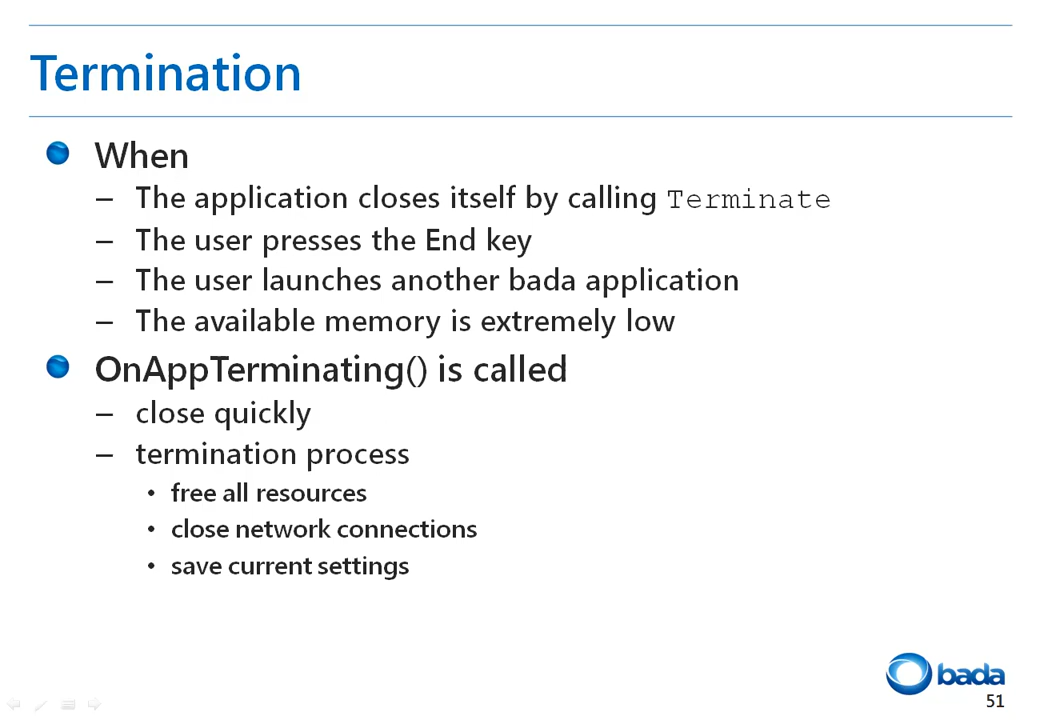 Termination
When
– The application closes itself by calling Terminate
– The user presses the End key
– The user launches another bada application
– The available memory is extremely low
OnAppTerminating() is called
– close quickly
– termination process
• free all resources
• close network connections
• save current settings
bada
51